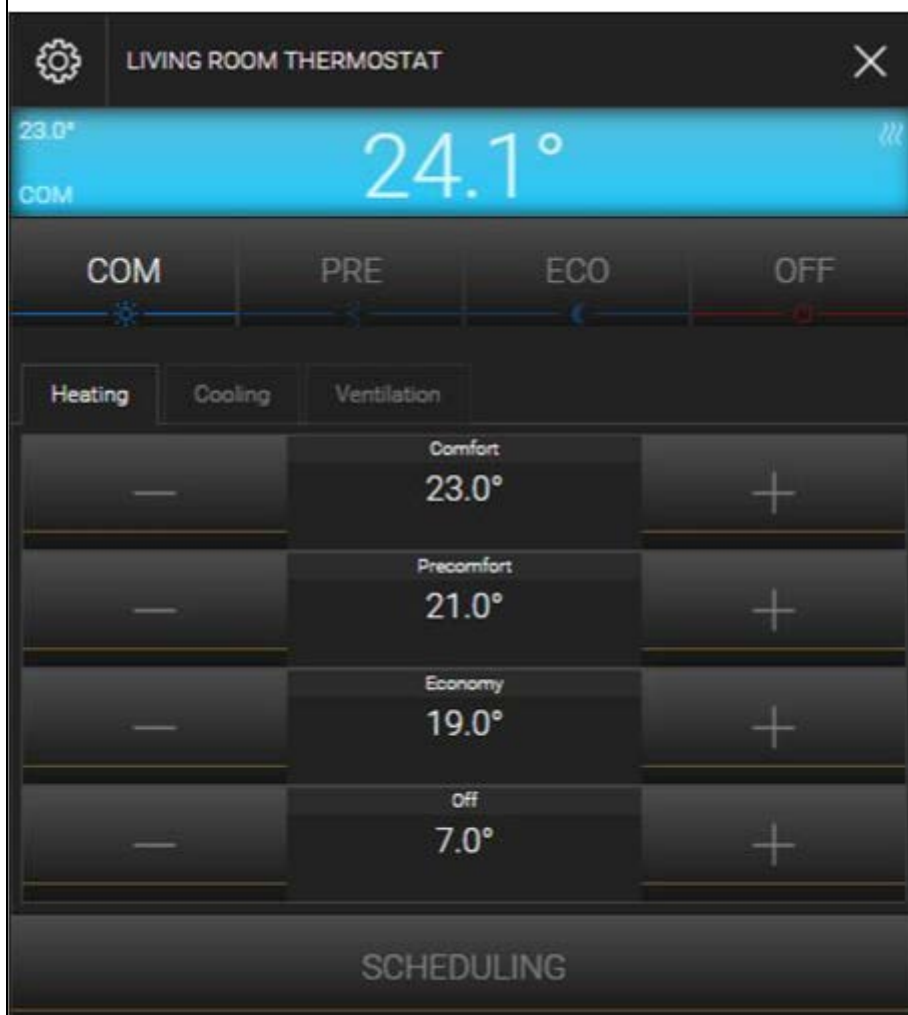 LIVING ROOM THERMOSTAT
23.0°
24.1°
COM
COM PRE ECO OFF
Heating Cooling Ventilation
Comfort
23.0°
Precomfort
21.0°
Economy
19.0°
Off
7.0°
SCHEDULING